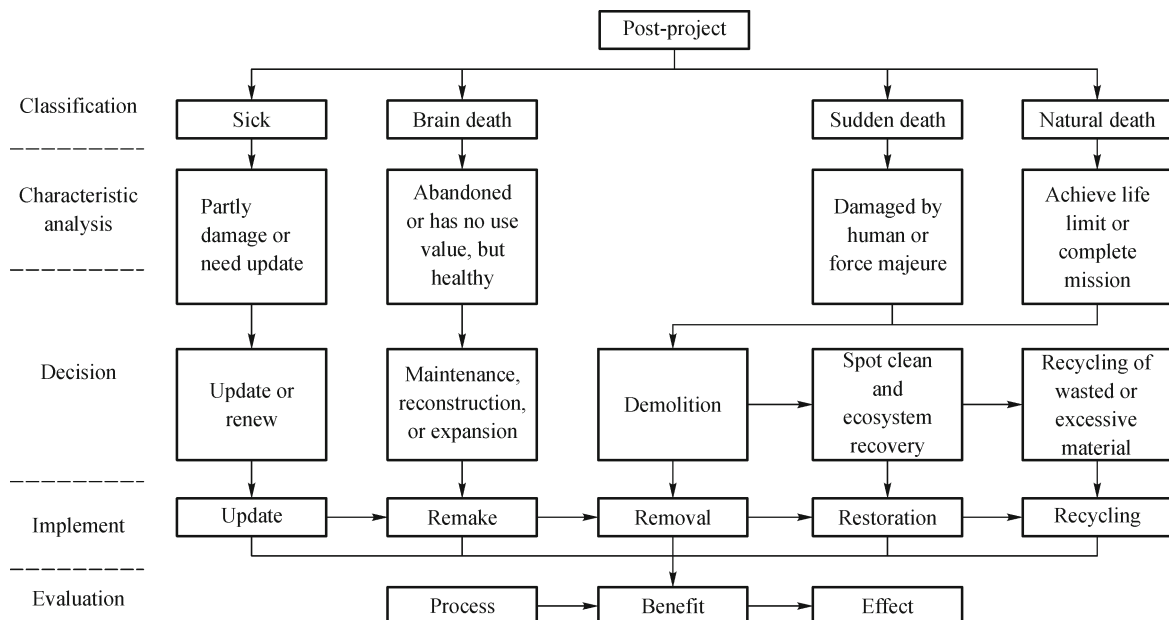 Post-project
Classification
Sick
Brain death
Sudden death
Natural death
Characteristic
analysis
Partly
damage or
need update
Abandoned
or has no use
value, but
healthy
Damaged by
human or
force majeure
Achieve life
limit or
complete
mission
Decision
Update or
renew
Maintenance,
reconstruction,
or expansion
Demolition
Spot clean
and
ecosystem
recovery
Recycling of
wasted or
excessive
material
Implement
Update
Remake
Removal
Restoration
Recycling
Evaluation
Process
Benefit
Effect